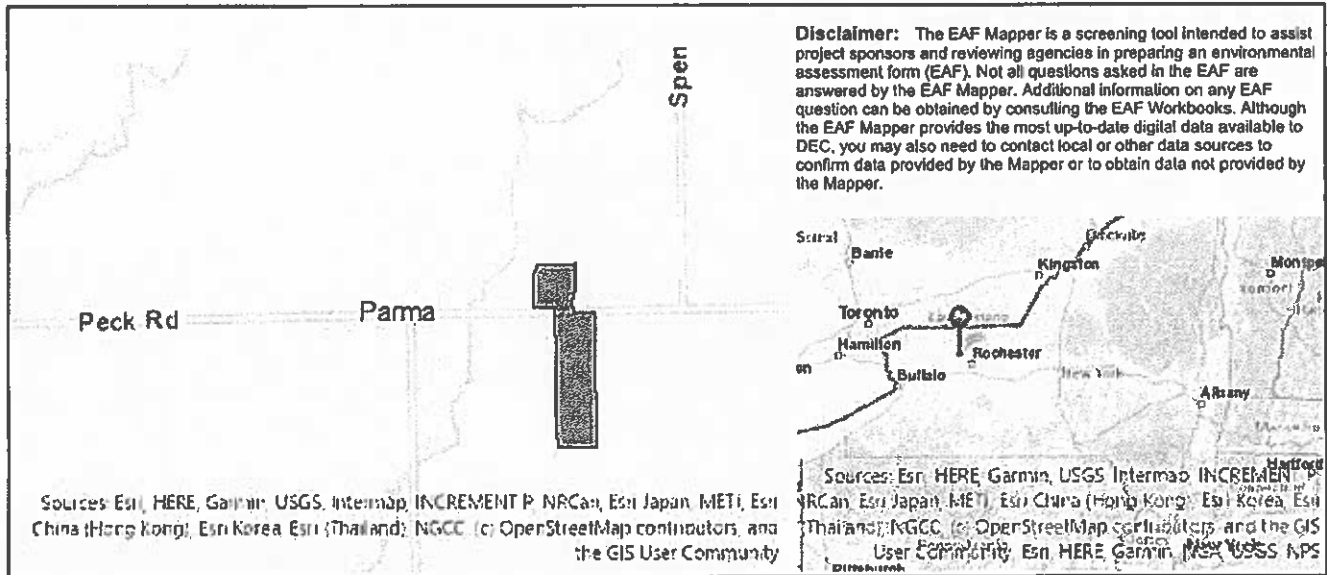 Disclaimer: The EAF Mapper is a screening tool intended to assist
project sponsors and reviewing agencies in preparing an environmental
assessment form (EAF). Not all questions asked in the EAF are
answered by the EAF Mapper. Additional information on any EAF
question can be obtained by consulting the EAF Workbooks. Although
the EAF Mapper provides the most up-to-date digital data available to
DEC, you may also need to contact local or other data sources to
confirm data provided by the Mapper or to obtain data not provided by
the Mapper.
Spen
Peck Rd
Parma
Sources: Esri, HERE, Garmin, USGS, Intermap, INCREMENT P, NRCan, Esri Japan, METI, Esri
China (Hong Kong), Esri Korea, Esri (Thailand), NGCC, (c) OpenStreetMap contributors, and
the GIS User Community
Barrie
Kingston
Toronto
Hamilton
Rochester
Buffalo
New York
Albany
Hartford
Sources: Esri, HERE, Garmin, USGS, Intermap, INCREMENT P,
NRCan, Esri Japan, METI, Esri China (Hong Kong), Esri Korea, Esri
(Thailand), NGCC, (c) OpenStreetMap contributors, and the GIS
User Community, Esri, HERE, Garmin, USGS, NPS
Pittsburgh